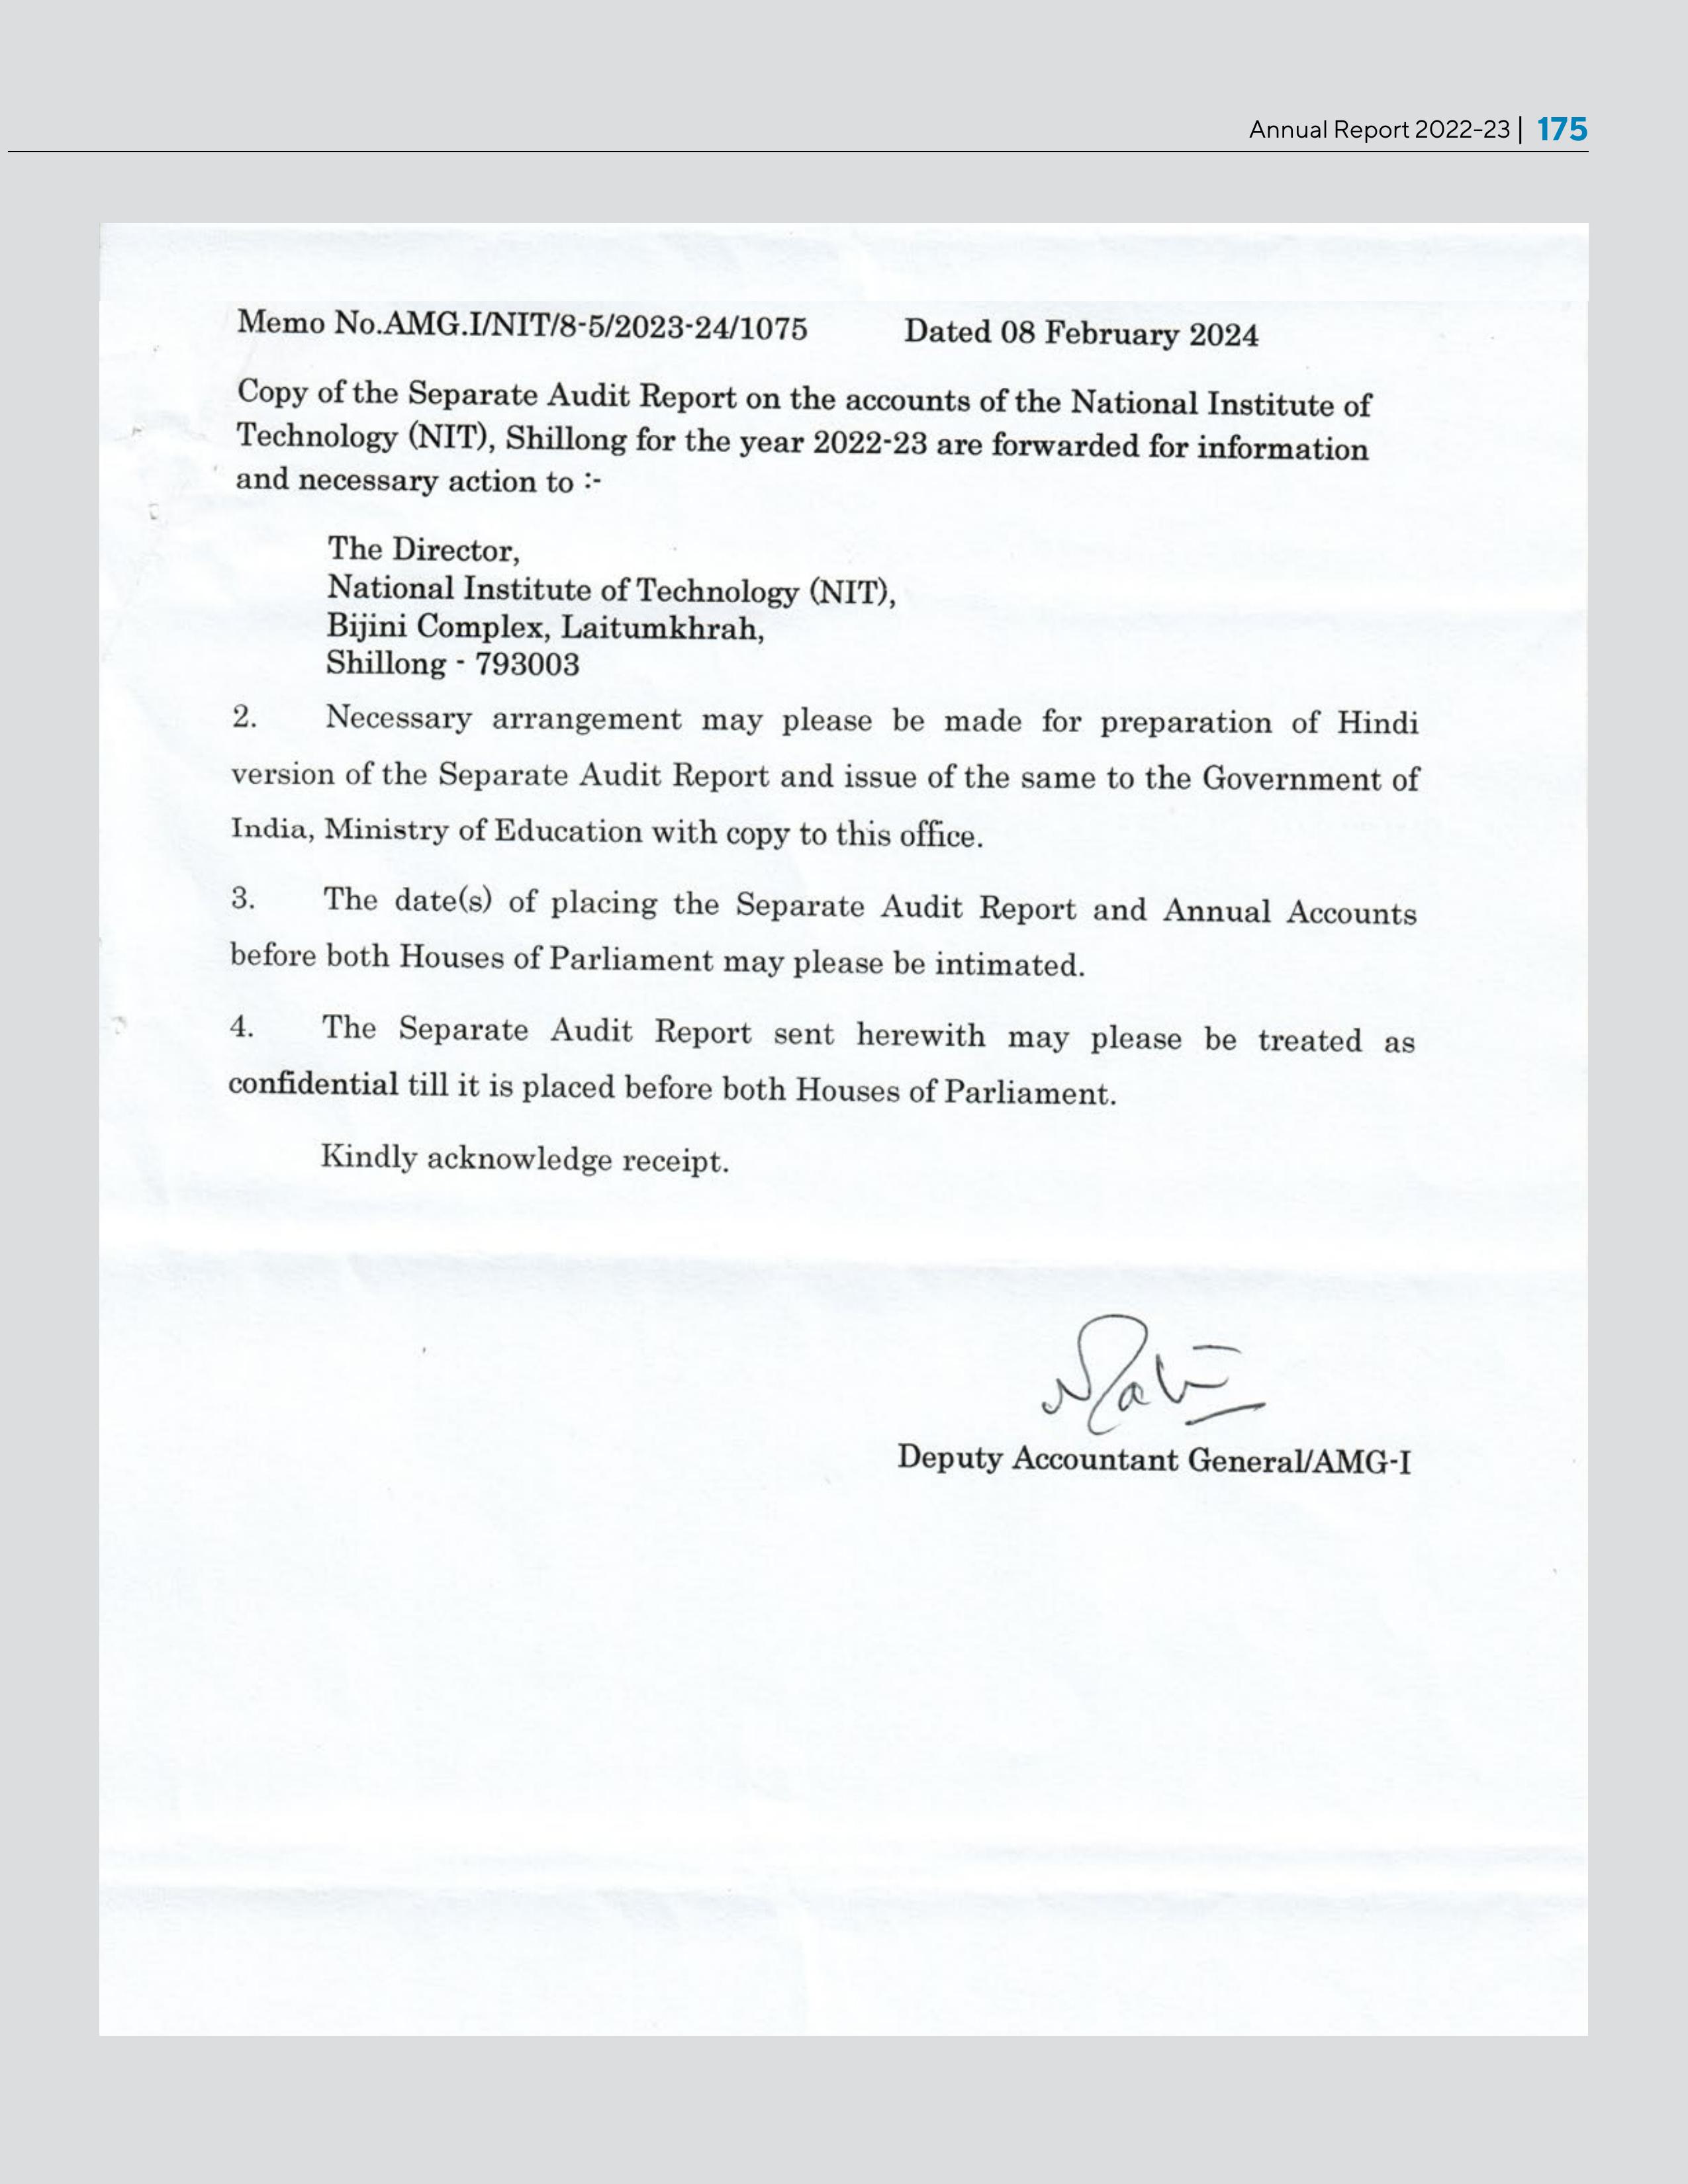 Annual Report 2022-23 | 175
Memo No.AMG.I/NIT/8-5/2023-24/1075 Dated 08 February 2024
Copy of the Separate Audit Report on the accounts of the National Institute of
Technology (NIT), Shillong for the year 2022-23 are forwarded for information
and necessary action to :-
The Director,
National Institute of Technology (NIT),
Bijini Complex, Laitumkhrah,
Shillong - 793003
2. Necessary arrangement may please be made for preparation of Hindi
version of the Separate Audit Report and issue of the same to the Government of
India, Ministry of Education with copy to this office.
3. The date(s) of placing the Separate Audit Report and Annual Accounts
before both Houses of Parliament may please be intimated.
4. The Separate Audit Report sent herewith may please be treated as
confidential till it is placed before both Houses of Parliament.
Kindly acknowledge receipt.
Deputy Accountant General/AMG-I